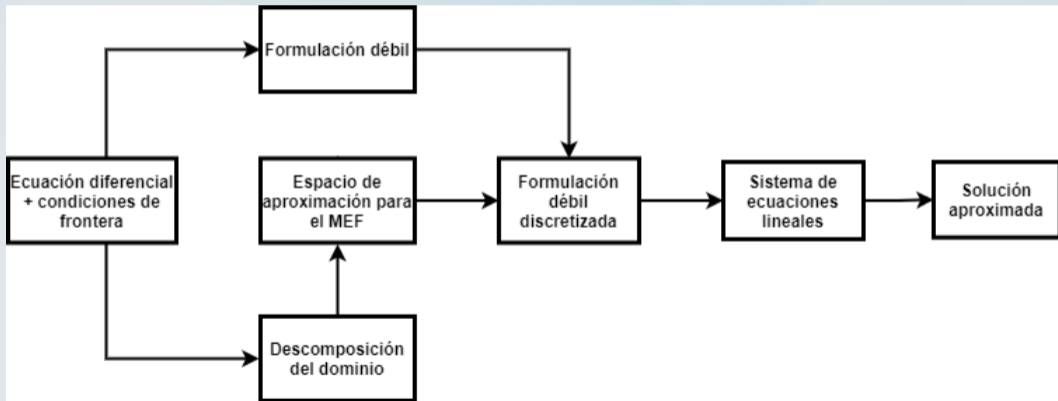 Formulación débil
Ecuación diferencial
+ condiciones de
frontera
Espacio de
aproximación para
el MEF
Formulación
débil
discretizada
Sistema de
ecuaciones
lineales
Solución
aproximada
Descomposición
del dominio